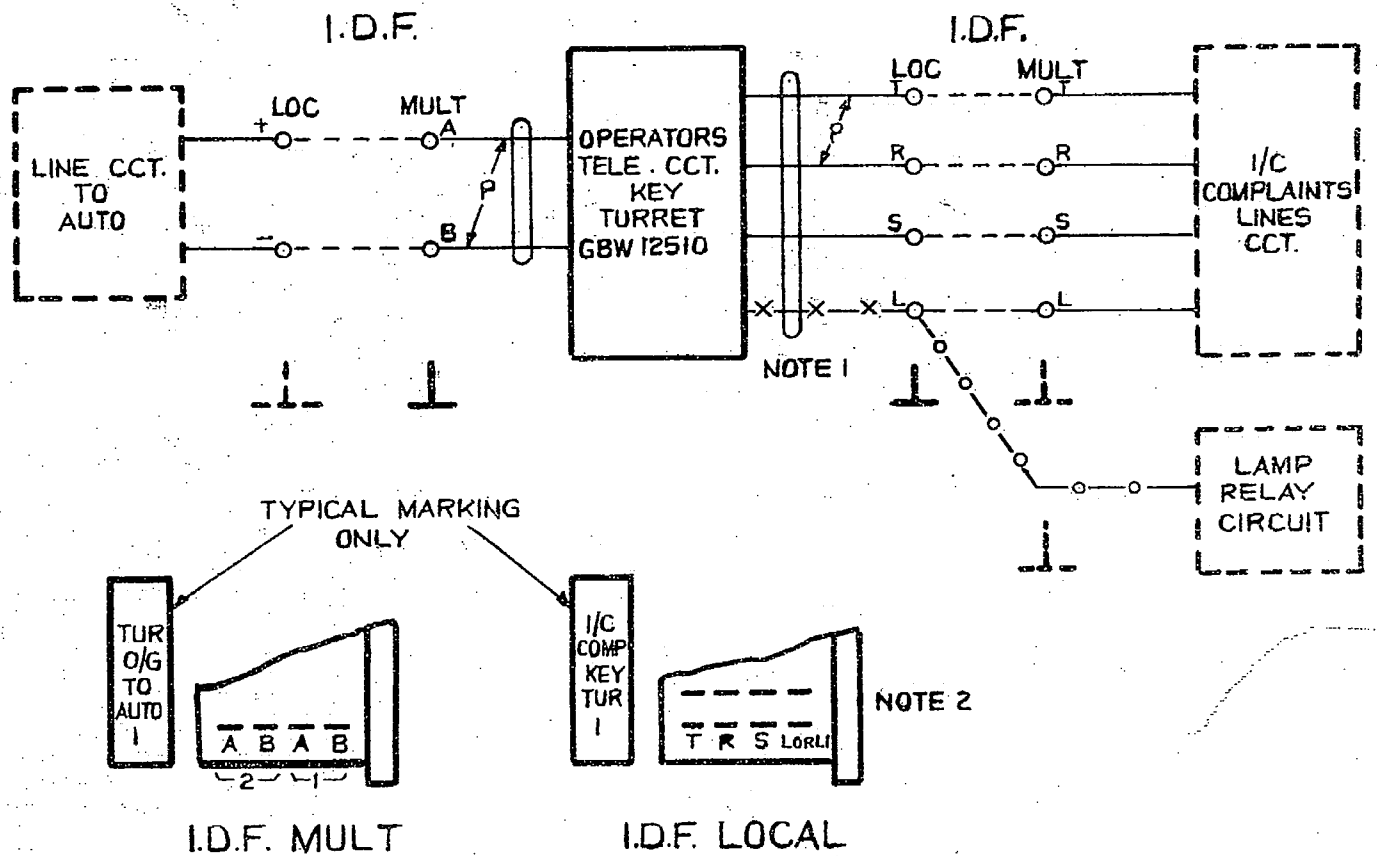 I.D.F.
I.D.F.
LOC
MULT
LOC
MULT
LINE CCT.
TO
AUTO
+
-
A
B
P
OPERATORS
TELE. CCT.
KEY
TURRET
GBW 12510
P
T
R
S
L
T
R
S
L
I/C
COMPLAINTS
LINES
CCT.
NOTE 1
LAMP
RELAY
CIRCUIT
TYPICAL MARKING
ONLY
TUR
O/G
TO
AUTO
1
A B A B
2 1
I/C
COMP
KEY
TUR
1
T R S L OR L1
NOTE 2
I.D.F. MULT
I.D.F. LOCAL